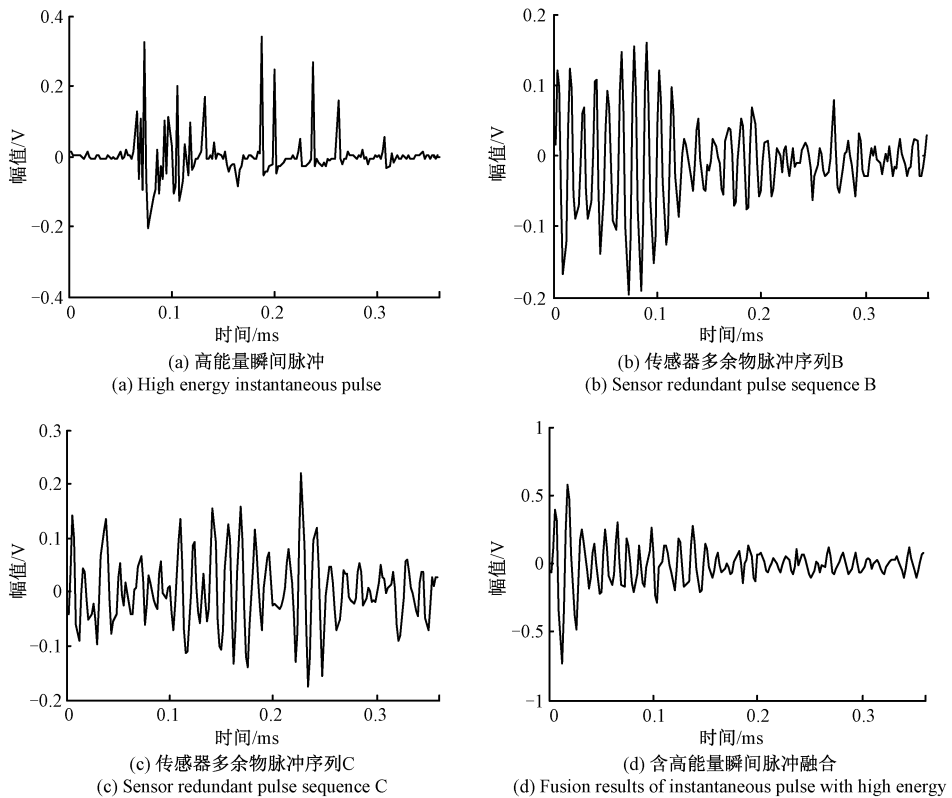 0.4
0.2
0
−0.2
−0.4
幅值/V
0
0.1
0.2
0.3
时间/ms
(a) 高能量瞬间脉冲
(a) High energy instantaneous pulse
0.2
0.1
0
−0.1
−0.2
幅值/V
0
0.1
0.2
0.3
时间/ms
(b) 传感器多余物脉冲序列B
(b) Sensor redundant pulse sequence B
0.3
0.2
0.1
0
−0.1
−0.2
幅值/V
0
0.1
0.2
0.3
时间/ms
(c) 传感器多余物脉冲序列C
(c) Sensor redundant pulse sequence C
1
0.5
0
−0.5
−1
幅值/V
0
0.1
0.2
0.3
时间/ms
(d) 含高能量瞬间脉冲融合
(d) Fusion results of instantaneous pulse with high energy